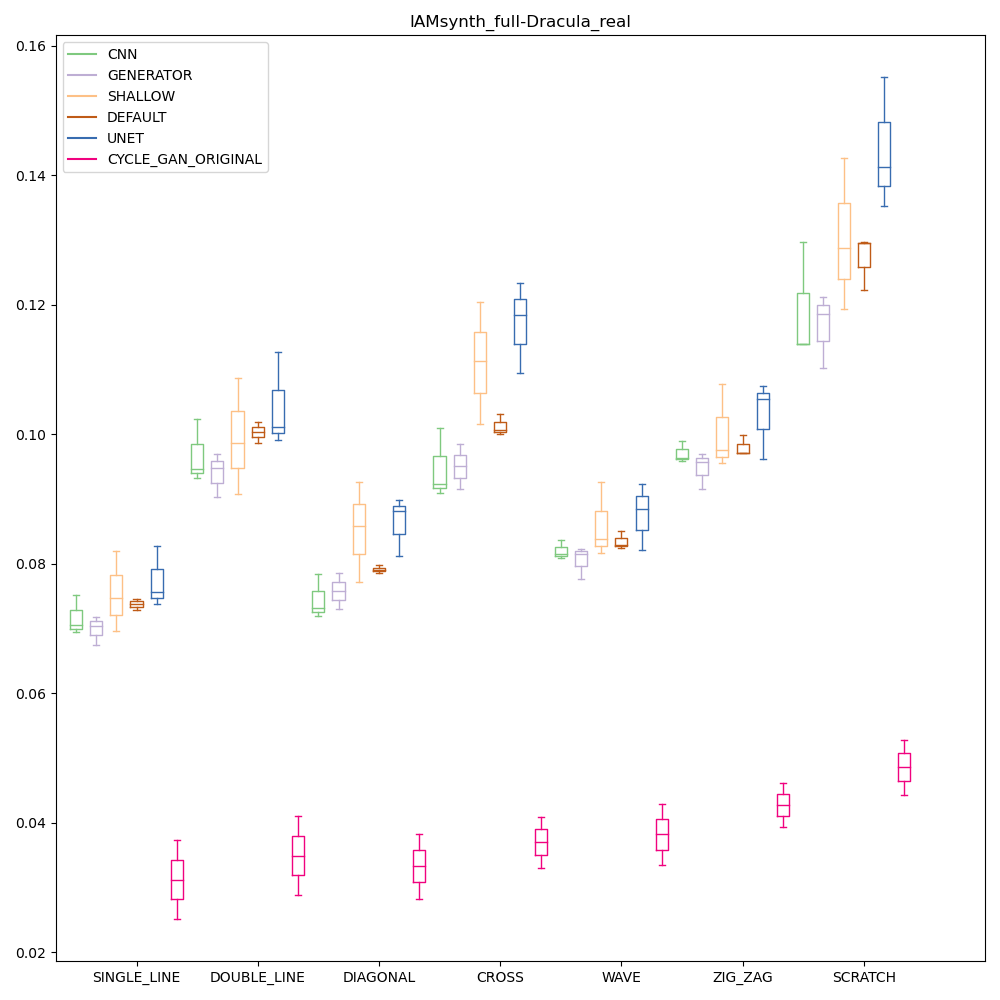 IAMsynth_full-Dracula_real
CNN
GENERATOR
SHALLOW
DEFAULT
UNET
CYCLE_GAN_ORIGINAL
0.16
0.14
0.12
0.10
0.08
0.06
0.04
0.02
SINGLE_LINE DOUBLE_LINE DIAGONAL CROSS WAVE ZIG_ZAG SCRATCH